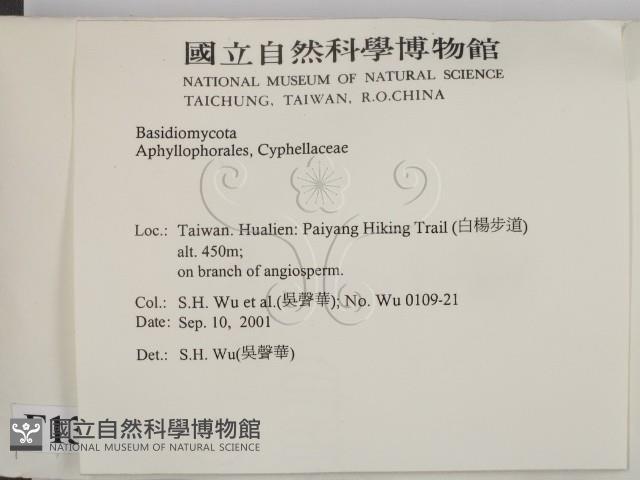 國立自然科學博物館
NATIONAL MUSEUM OF NATURAL SCIENCE
TAICHUNG, TAIWAN, R.O.CHINA
Basidiomycota
Aphyllophorales, Cyphellaceae
Loc.: Taiwan. Hualien: Paiyang Hiking Trail (白楊步道)
alt. 450m;
on branch of angiosperm.
Col.: S.H. Wu et al.(吳聲華); No. Wu 0109-21
Date: Sep. 10, 2001
Det.: S.H. Wu(吳聲華)
國立自然科學博物館
NATIONAL MUSEUM OF NATURAL SCIENCE